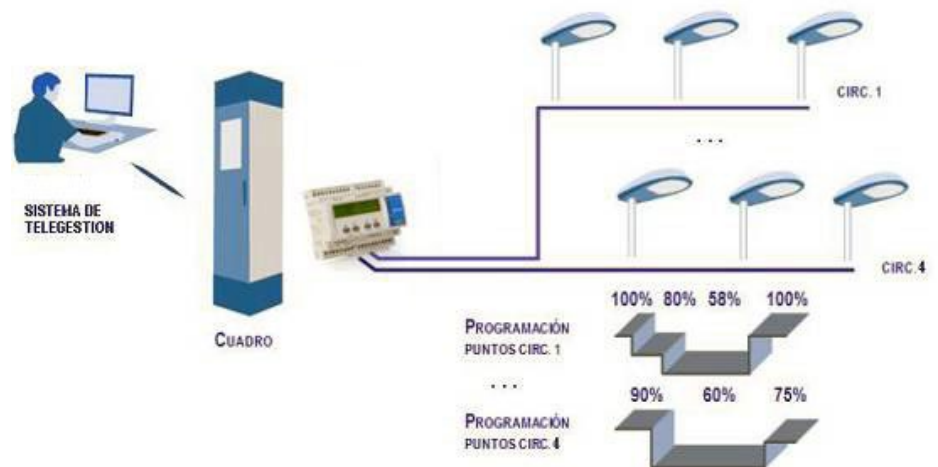 CIRC. 1
. . .
SISTEMA DE
TELEGESTION
CIRC. 4
CUADRO
100% 80% 58% 100%
PROGRAMACIÓN
PUNTOS CIRC. 1
. . .
90% 60% 75%
PROGRAMACIÓN
PUNTOS CIRC. 4